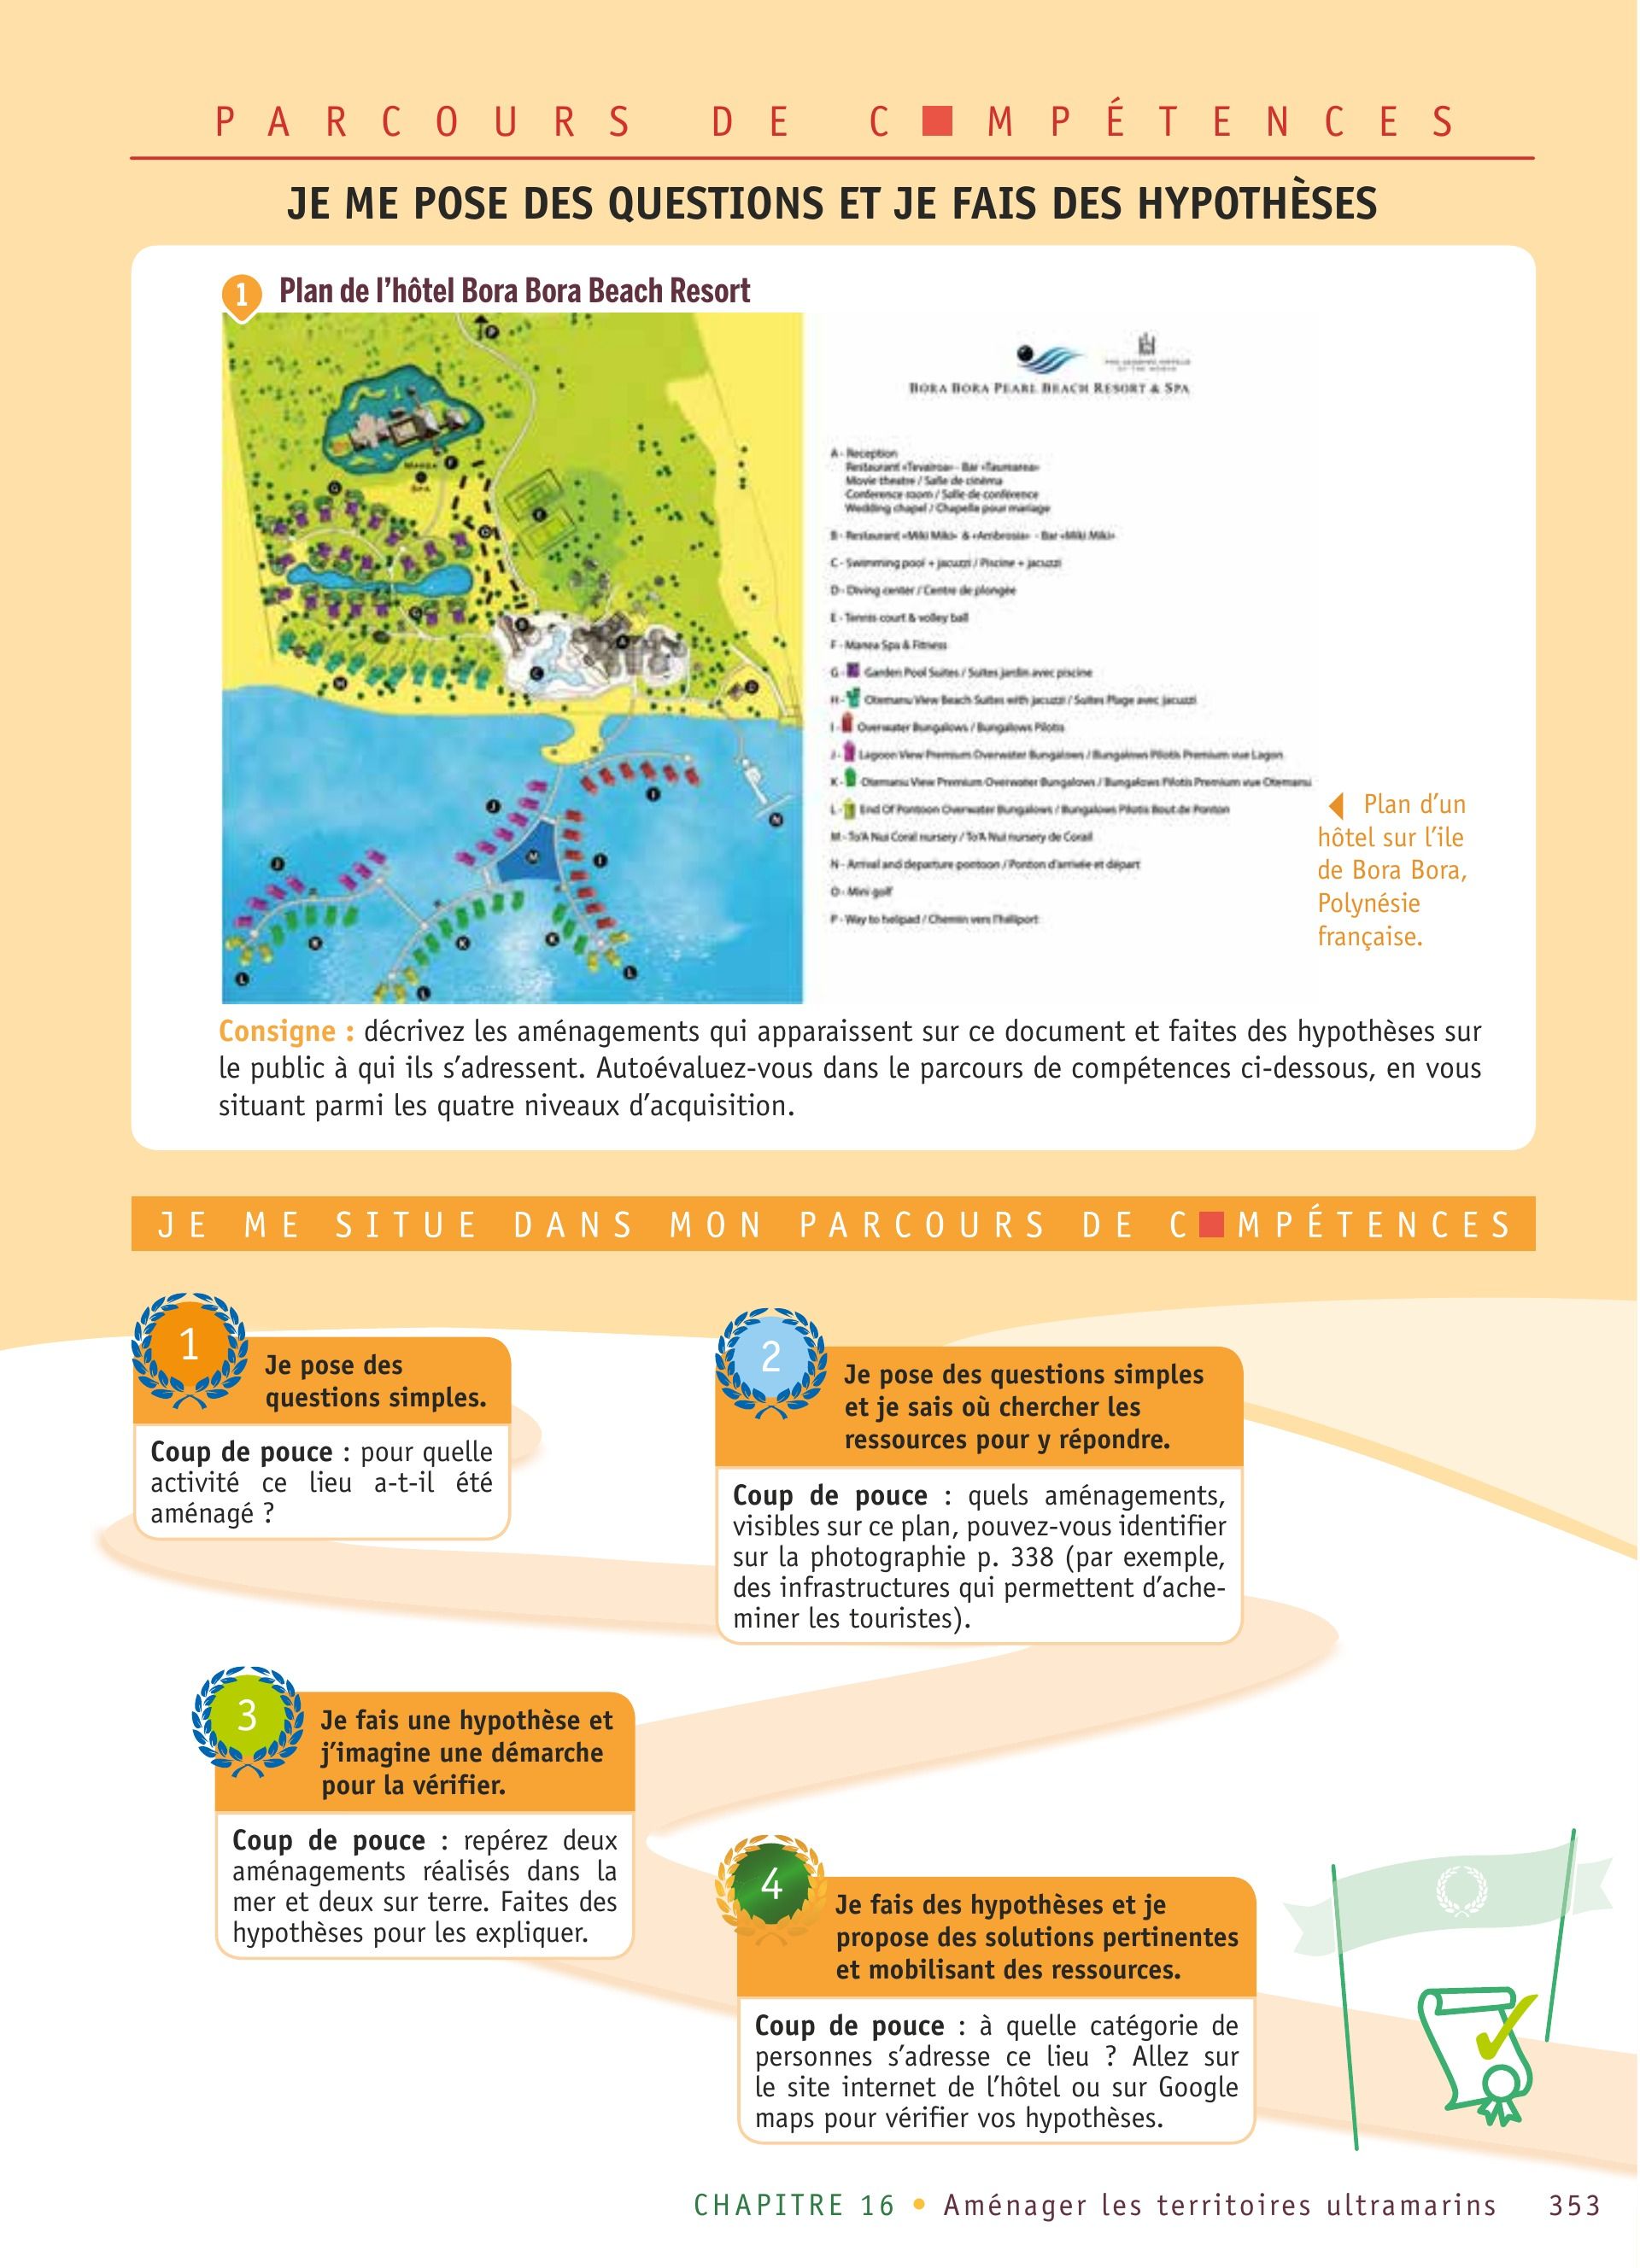 PARCOURS DE C■MPÉTENCES
JE ME POSE DES QUESTIONS ET JE FAIS DES HYPOTHÈSES
1 Plan de l'hôtel Bora Bora Beach Resort
BORA BORA PEARL BEACH RESORT & SPA
A - Reception
Restaurant «Tevairoa» - Bar «Taurearea»
Movie theatre / Salle de cinéma
Conference room / Salle de conférence
Wedding chapel / Chapelle pour mariage
B - Restaurant «Miki Miki» & «Ambrosia» - Bar «Miki Miki»
C - Swimming pool + jacuzzi / Piscine + jacuzzi
D - Diving center / Centre de plongée
E - Tennis court & volley ball
F - Manea Spa & Fitness
G - Garden Pool Suites / Suites jardin avec piscine
H - Otemanu View Beach Suites with jacuzzi / Suites Plage avec jacuzzi
I - Overwater Bungalows / Bungalows Pilotis
J - Lagoon View Premium Overwater Bungalows / Bungalows Pilotis Premium vue Lagon
K - Otemanu View Premium Overwater Bungalows / Bungalows Pilotis Premium vue Otemanu
L - End Of Pontoon Overwater Bungalows / Bungalows Pilotis Bout de Ponton
M - To'A Nui Coral nursery / To'A Nui nursery de Corail
N - Arrival and departure pontoon / Ponton d'arrivée et départ
O - Mini golf
P - Way to helipad / Chemin vers l'héliport
MANEA
SPA
Plan d'un
hôtel sur l'ile
de Bora Bora,
Polynésie
française.
Consigne : décrivez les aménagements qui apparaissent sur ce document et faites des hypothèses sur
le public à qui ils s'adressent. Autoévaluez-vous dans le parcours de compétences ci-dessous, en vous
situant parmi les quatre niveaux d'acquisition.
JE ME SITUE DANS MON PARCOURS DE C■MPÉTENCES
1
Je pose des
questions simples.
Coup de pouce : pour quelle
activité ce lieu a-t-il été
aménagé ?
2
Je pose des questions simples
et je sais où chercher les
ressources pour y répondre.
Coup de pouce : quels aménagements,
visibles sur ce plan, pouvez-vous identifier
sur la photographie p. 338 (par exemple,
des infrastructures qui permettent d'ache-
miner les touristes).
3
Je fais une hypothèse et
j'imagine une démarche
pour la vérifier.
Coup de pouce : repérez deux
aménagements réalisés dans la
mer et deux sur terre. Faites des
hypothèses pour les expliquer.
4
Je fais des hypothèses et je
propose des solutions pertinentes
et mobilisant des ressources.
Coup de pouce : à quelle catégorie de
personnes s'adresse ce lieu ? Allez sur
le site internet de l'hôtel ou sur Google
maps pour vérifier vos hypothèses.
CHAPITRE 16 • Aménager les territoires ultramarins 353